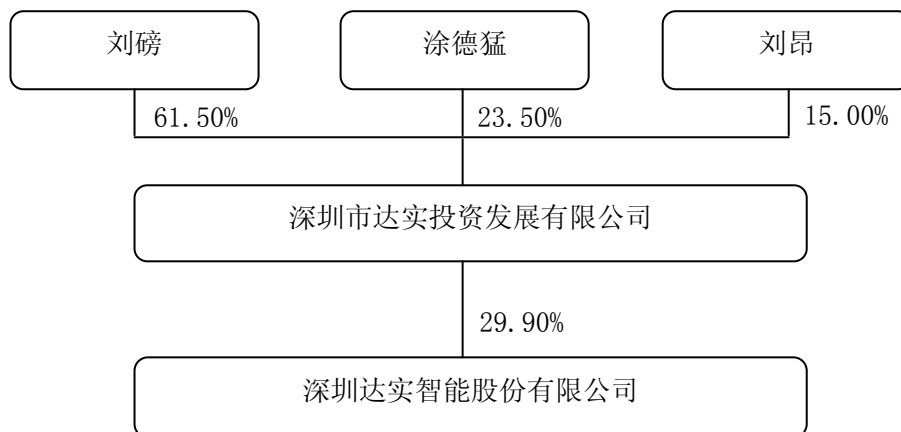 刘磅
涂德猛
刘昂
61.50%
23.50%
15.00%
深圳市达实投资发展有限公司
29.90%
深圳达实智能股份有限公司